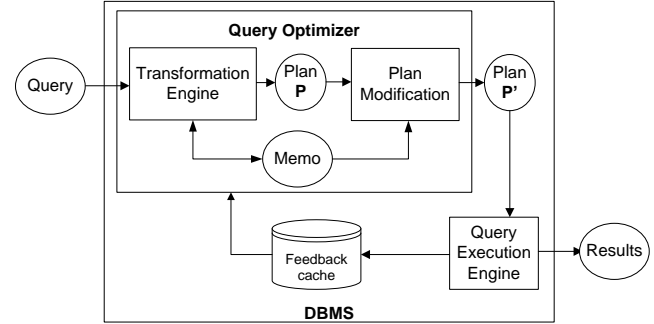 Query Optimizer
Query
Transformation
Engine
Plan
P
Plan
Modification
Plan
P'
Memo
Feedback
cache
Query
Execution
Engine
Results
DBMS